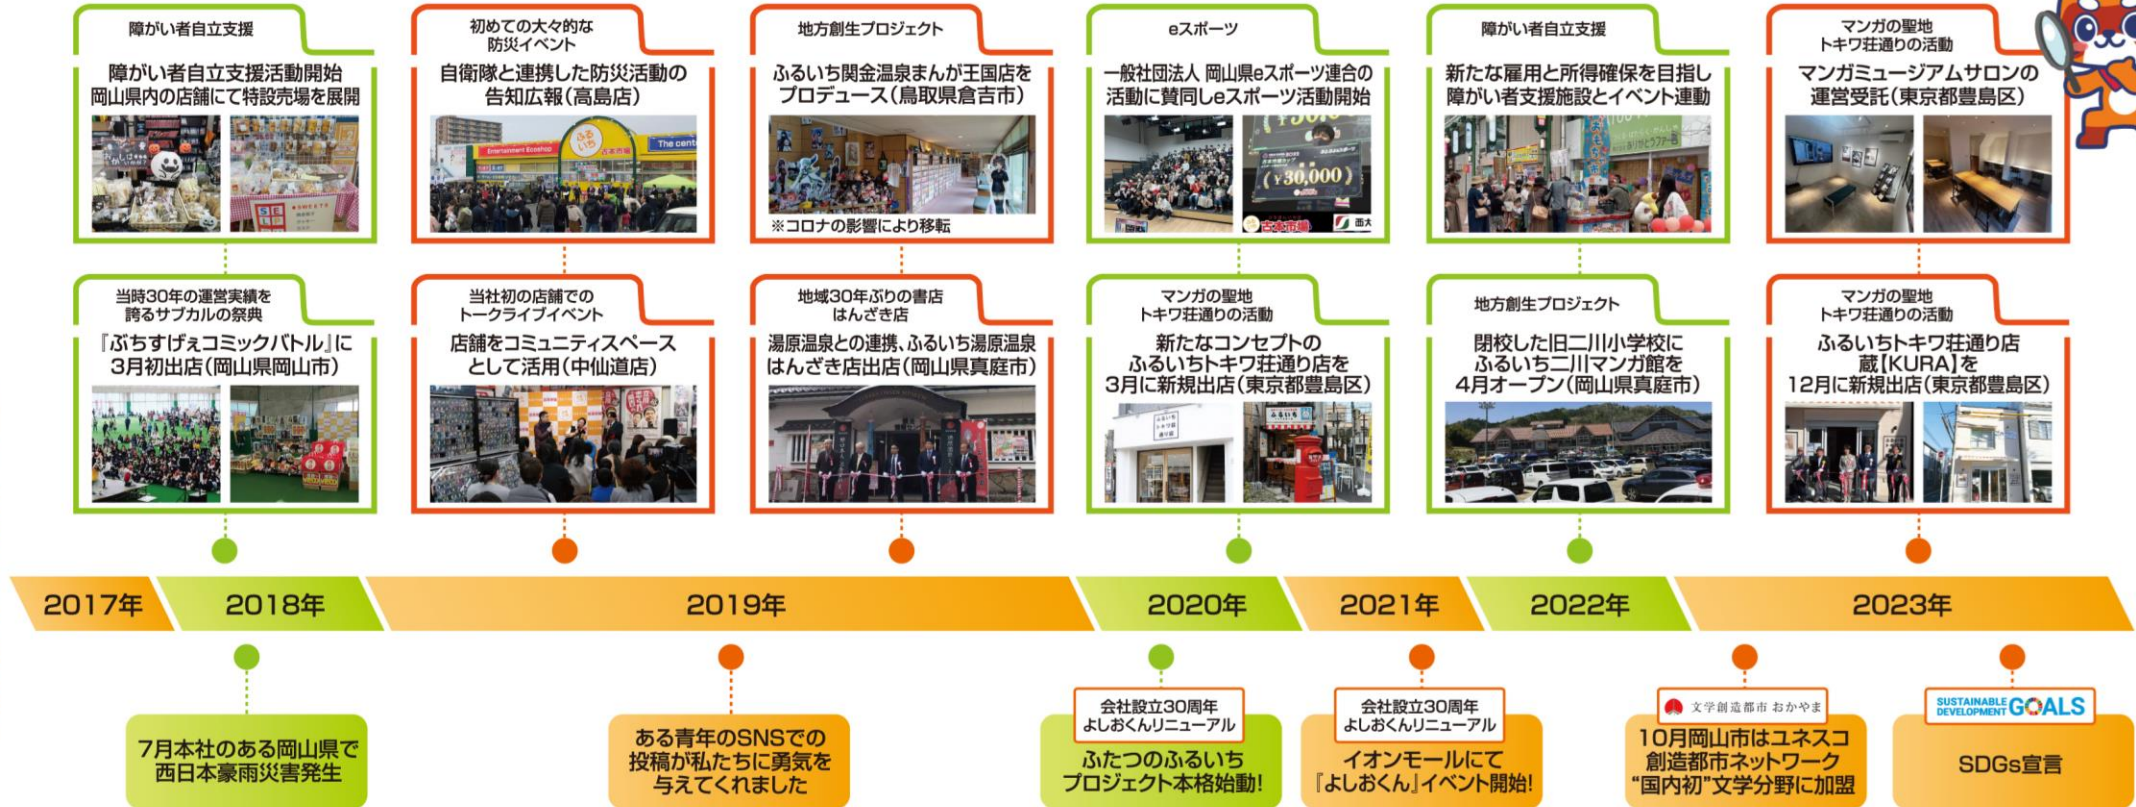 障がい者自立支援
障がい者自立支援活動開始
岡山県内の店舗にて特設売場を展開
初めての大々的な
防災イベント
自衛隊と連携した防災活動の
告知広報(高島店)
Entertainment Ecoshop
ふるいち
古本市場
The cent
地方創生プロジェクト
ふるいち関金温泉まんが王国店を
プロデュース(鳥取県倉吉市)
※コロナの影響により移転
eスポーツ
一般社団法人 岡山県eスポーツ連合の
活動に賛同しeスポーツ活動開始
(¥30,000)
古本市場
障がい者自立支援
新たな雇用と所得確保を目指し
障がい者支援施設とイベント連動
マンガの聖地
トキワ荘通りの活動
マンガミュージアムサロンの
運営受託(東京都豊島区)
当時30年の運営実績を
誇るサブカルの祭典
『ぶちすげぇコミックバトル』に
3月初出店(岡山県岡山市)
当社初の店舗での
トークライブイベント
店舗をコミュニティスペース
として活用(中仙道店)
地域30年ぶりの書店
はんざき店
湯原温泉との連携、ふるいち湯原温泉
はんざき店出店(岡山県真庭市)
マンガの聖地
トキワ荘通りの活動
新たなコンセプトの
ふるいちトキワ荘通り店を
3月に新規出店(東京都豊島区)
ふるいち
トキワ荘
通り店
ふるいち
地方創生プロジェクト
閉校した旧二川小学校に
ふるいち二川マンガ館を
4月オープン(岡山県真庭市)
マンガの聖地
トキワ荘通りの活動
ふるいちトキワ荘通り店
蔵【KURA】を
12月に新規出店(東京都豊島区)
2017年
2018年
2019年
2020年
2021年
2022年
2023年
7月本社のある岡山県で
西日本豪雨災害発生
ある青年のSNSでの
投稿が私たちに勇気を
与えてくれました
会社設立30周年
よしおくんリニューアル
ふたつのふるいち
プロジェクト本格始動!
会社設立30周年
よしおくんリニューアル
イオンモールにて
『よしおくん』イベント開始!
文学創造都市 おかやま
10月岡山市はユネスコ
創造都市ネットワーク
“国内初”文学分野に加盟
SUSTAINABLE DEVELOPMENT GOALS
SDGs宣言